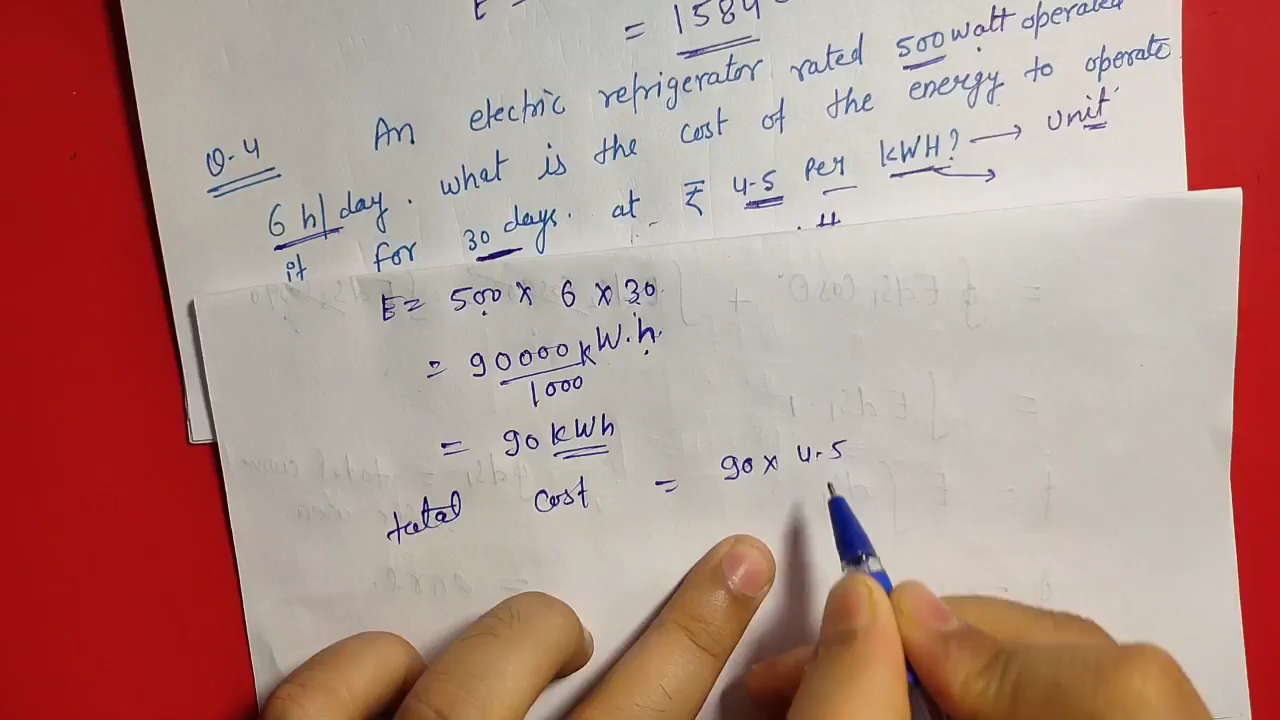 = 1584
Q-4 An electric refrigerator rated 500 watt operated
6 h/day. what is the cost of the energy to operate
it for 30 days. at ₹ 4.5 per kWH? → unit
E = 500 x 6 x 30
= 90000 kW.h
1000
= 90 kWh
total cost = 90 x 4.5